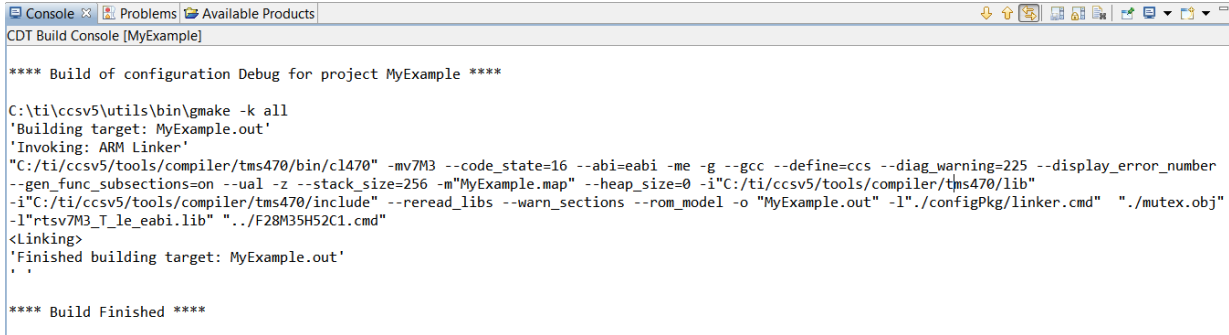 Console Problems Available Products
CDT Build Console [MyExample]
**** Build of configuration Debug for project MyExample ****
C:\ti\ccsv5\utils\bin\gmake -k all
'Building target: MyExample.out'
'Invoking: ARM Linker'
"C:/ti/ccsv5/tools/compiler/tms470/bin/cl470" -mv7M3 --code_state=16 --abi=eabi -me -g --gcc --define=ccs --diag_warning=225 --display_error_number
--gen_func_subsections=on --ual -z --stack_size=256 -m"MyExample.map" --heap_size=0 -i"C:/ti/ccsv5/tools/compiler/tms470/lib"
-i"C:/ti/ccsv5/tools/compiler/tms470/include" --reread_libs --warn_sections --rom_model -o "MyExample.out" -l"./configPkg/linker.cmd"  "./mutex.obj"
-l"rtsv7M3_T_le_eabi.lib" "../F28M35H52C1.cmd"
<Linking>
'Finished building target: MyExample.out'
' '
**** Build Finished ****